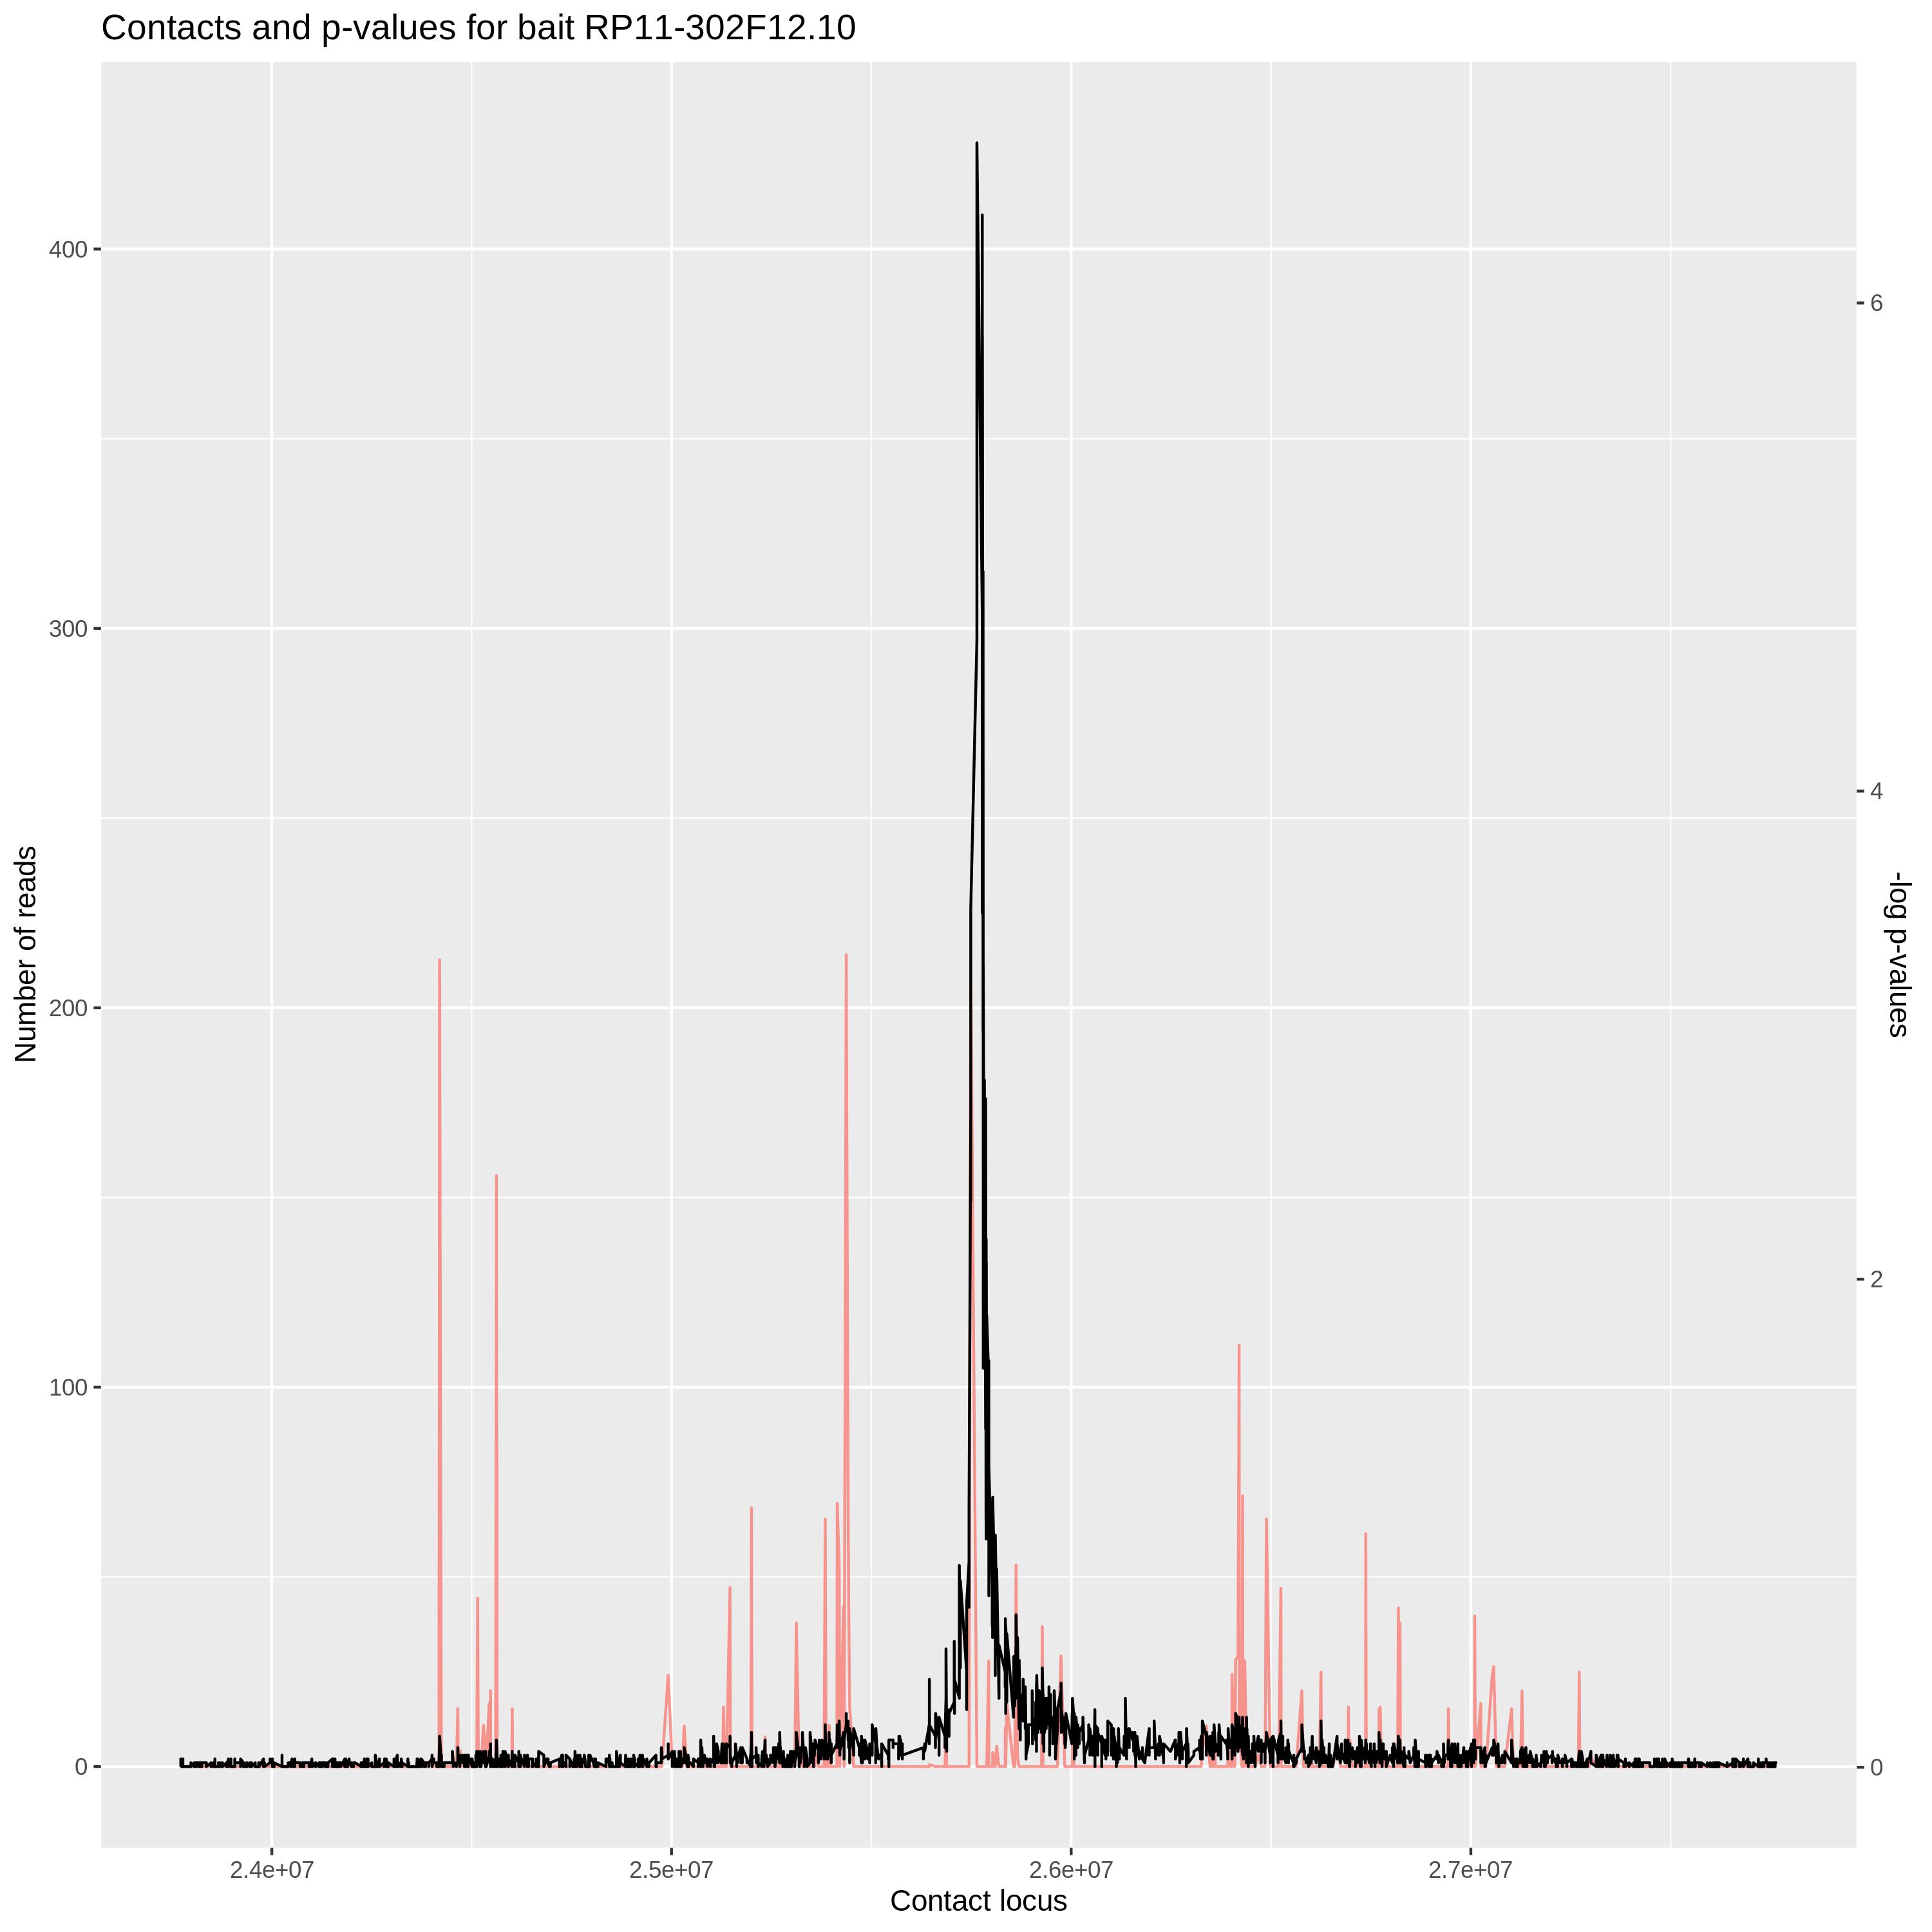 Contacts and p-values for bait RP11-302F12.10
400
300
200
100
0
6
4
2
0
Number of reads
-log p-values
2.4e+07
2.5e+07
2.6e+07
2.7e+07
Contact locus